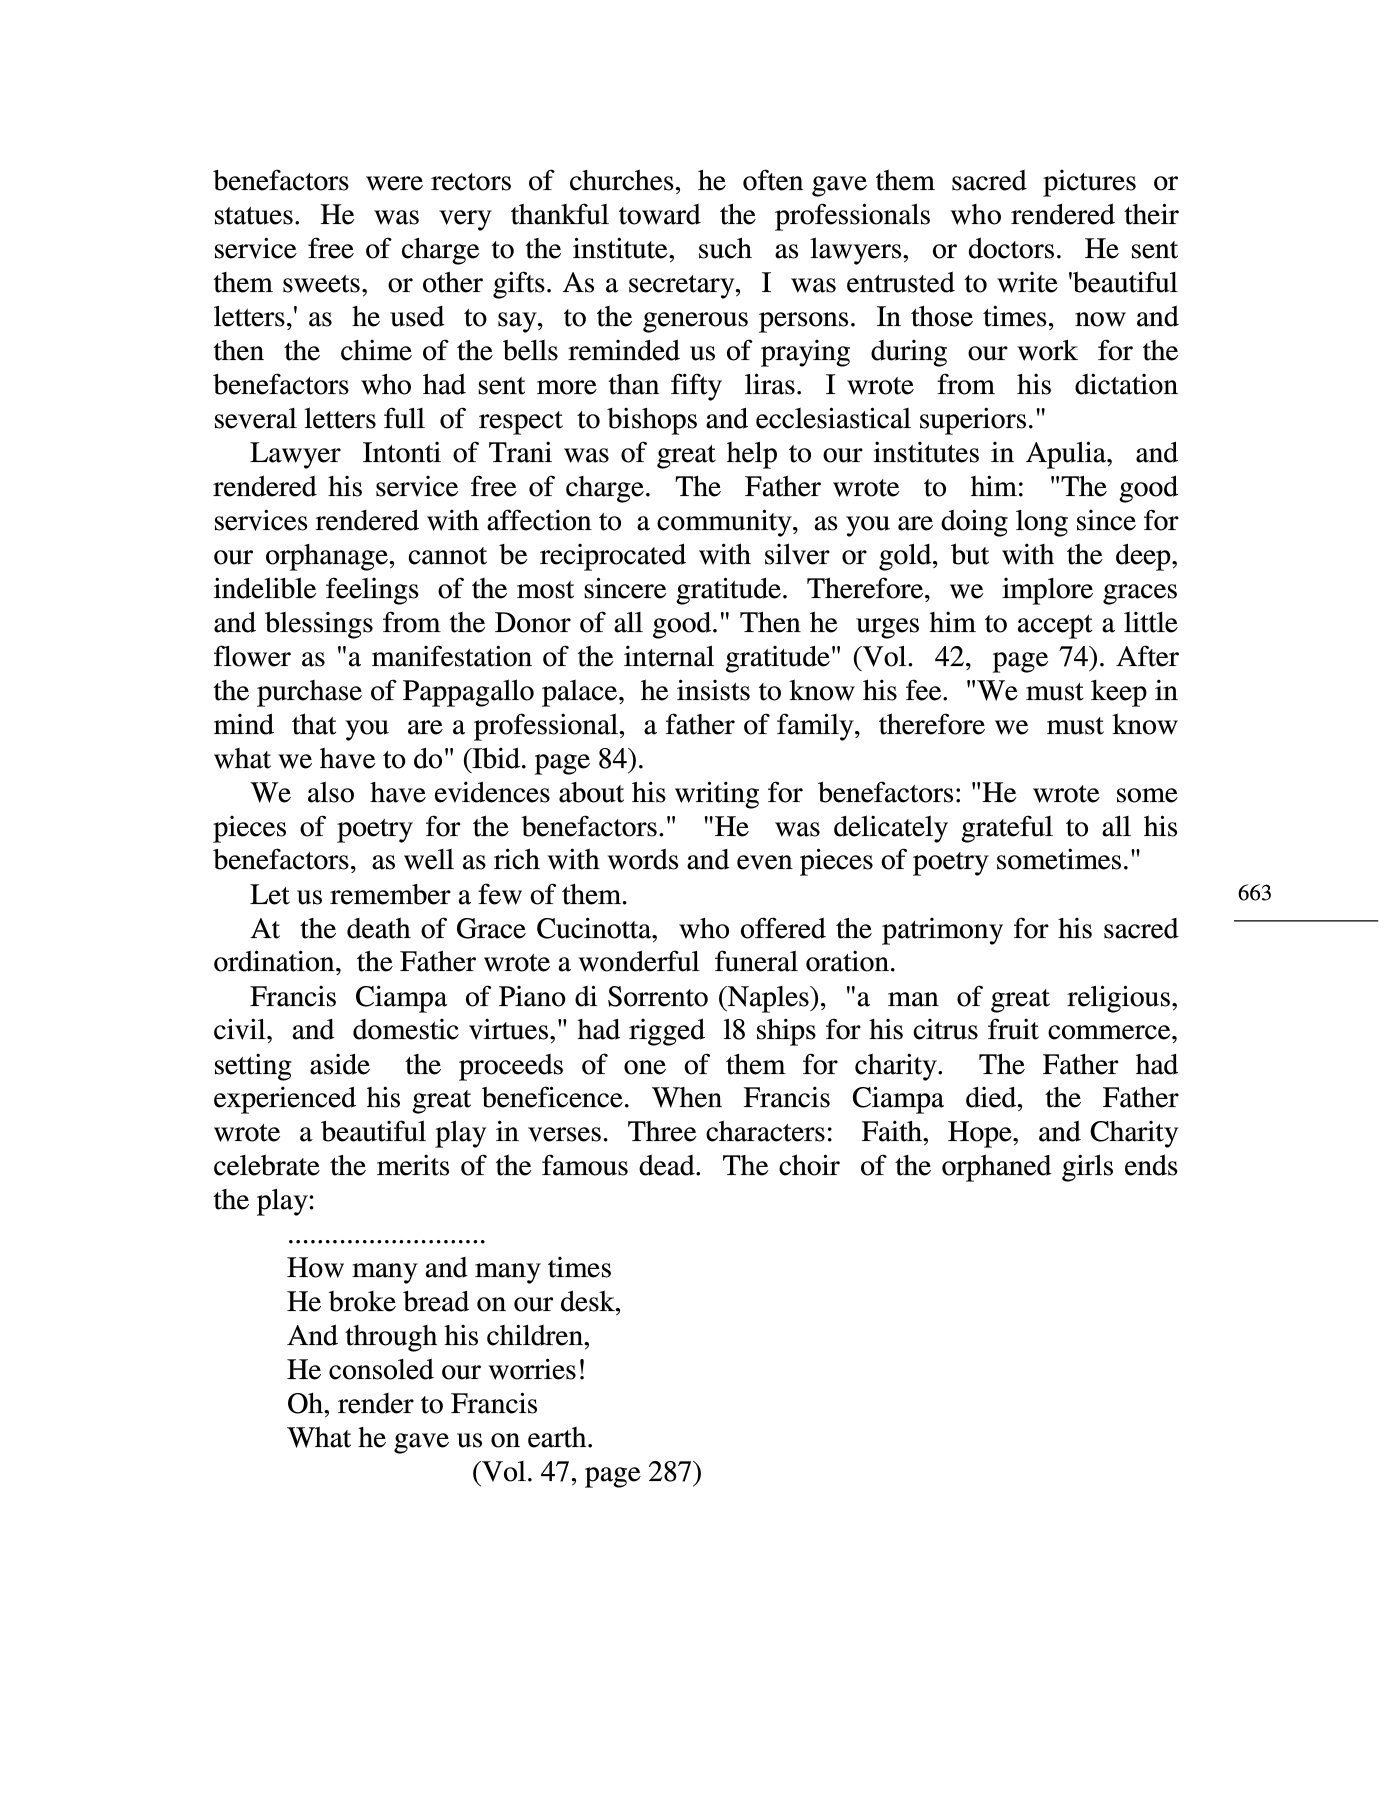 benefactors were rectors of churches, he often gave them sacred pictures or
statues. He was very thankful toward the professionals who rendered their
service free of charge to the institute, such as lawyers, or doctors. He sent
them sweets, or other gifts. As a secretary, I was entrusted to write 'beautiful
letters,' as he used to say, to the generous persons. In those times, now and
then the chime of the bells reminded us of praying during our work for the
benefactors who had sent more than fifty liras. I wrote from his dictation
several letters full of respect to bishops and ecclesiastical superiors."
Lawyer Intonti of Trani was of great help to our institutes in Apulia, and
rendered his service free of charge. The Father wrote to him: "The good
services rendered with affection to a community, as you are doing long since for
our orphanage, cannot be reciprocated with silver or gold, but with the deep,
indelible feelings of the most sincere gratitude. Therefore, we implore graces
and blessings from the Donor of all good." Then he urges him to accept a little
flower as "a manifestation of the internal gratitude" (Vol. 42, page 74). After
the purchase of Pappagallo palace, he insists to know his fee. "We must keep in
mind that you are a professional, a father of family, therefore we must know
what we have to do" (Ibid. page 84).
We also have evidences about his writing for benefactors: "He wrote some
pieces of poetry for the benefactors." "He was delicately grateful to all his
benefactors, as well as rich with words and even pieces of poetry sometimes."
Let us remember a few of them.
663
At the death of Grace Cucinotta, who offered the patrimony for his sacred
ordination, the Father wrote a wonderful funeral oration.
Francis Ciampa of Piano di Sorrento (Naples), "a man of great religious,
civil, and domestic virtues," had rigged l8 ships for his citrus fruit commerce,
setting aside the proceeds of one of them for charity. The Father had
experienced his great beneficence. When Francis Ciampa died, the Father
wrote a beautiful play in verses. Three characters: Faith, Hope, and Charity
celebrate the merits of the famous dead. The choir of the orphaned girls ends
the play:
...........................
How many and many times
He broke bread on our desk,
And through his children,
He consoled our worries!
Oh, render to Francis
What he gave us on earth.
(Vol. 47, page 287)